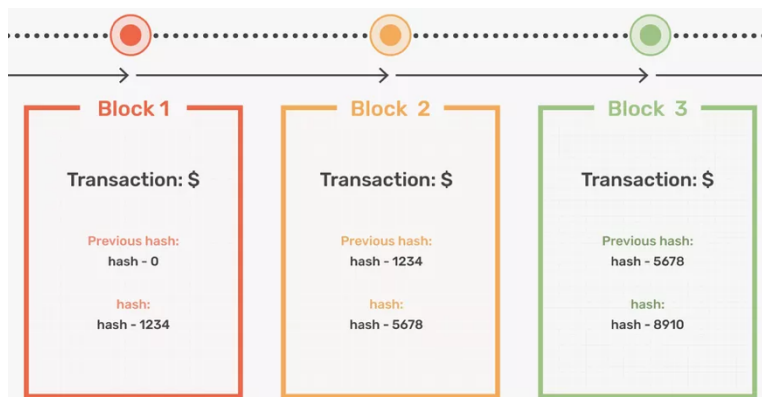 Block 1
Transaction: $
Previous hash:
hash - 0
hash:
hash - 1234
Block 2
Transaction: $
Previous hash:
hash - 1234
hash:
hash - 5678
Block 3
Transaction: $
Previous hash:
hash - 5678
hash:
hash - 8910